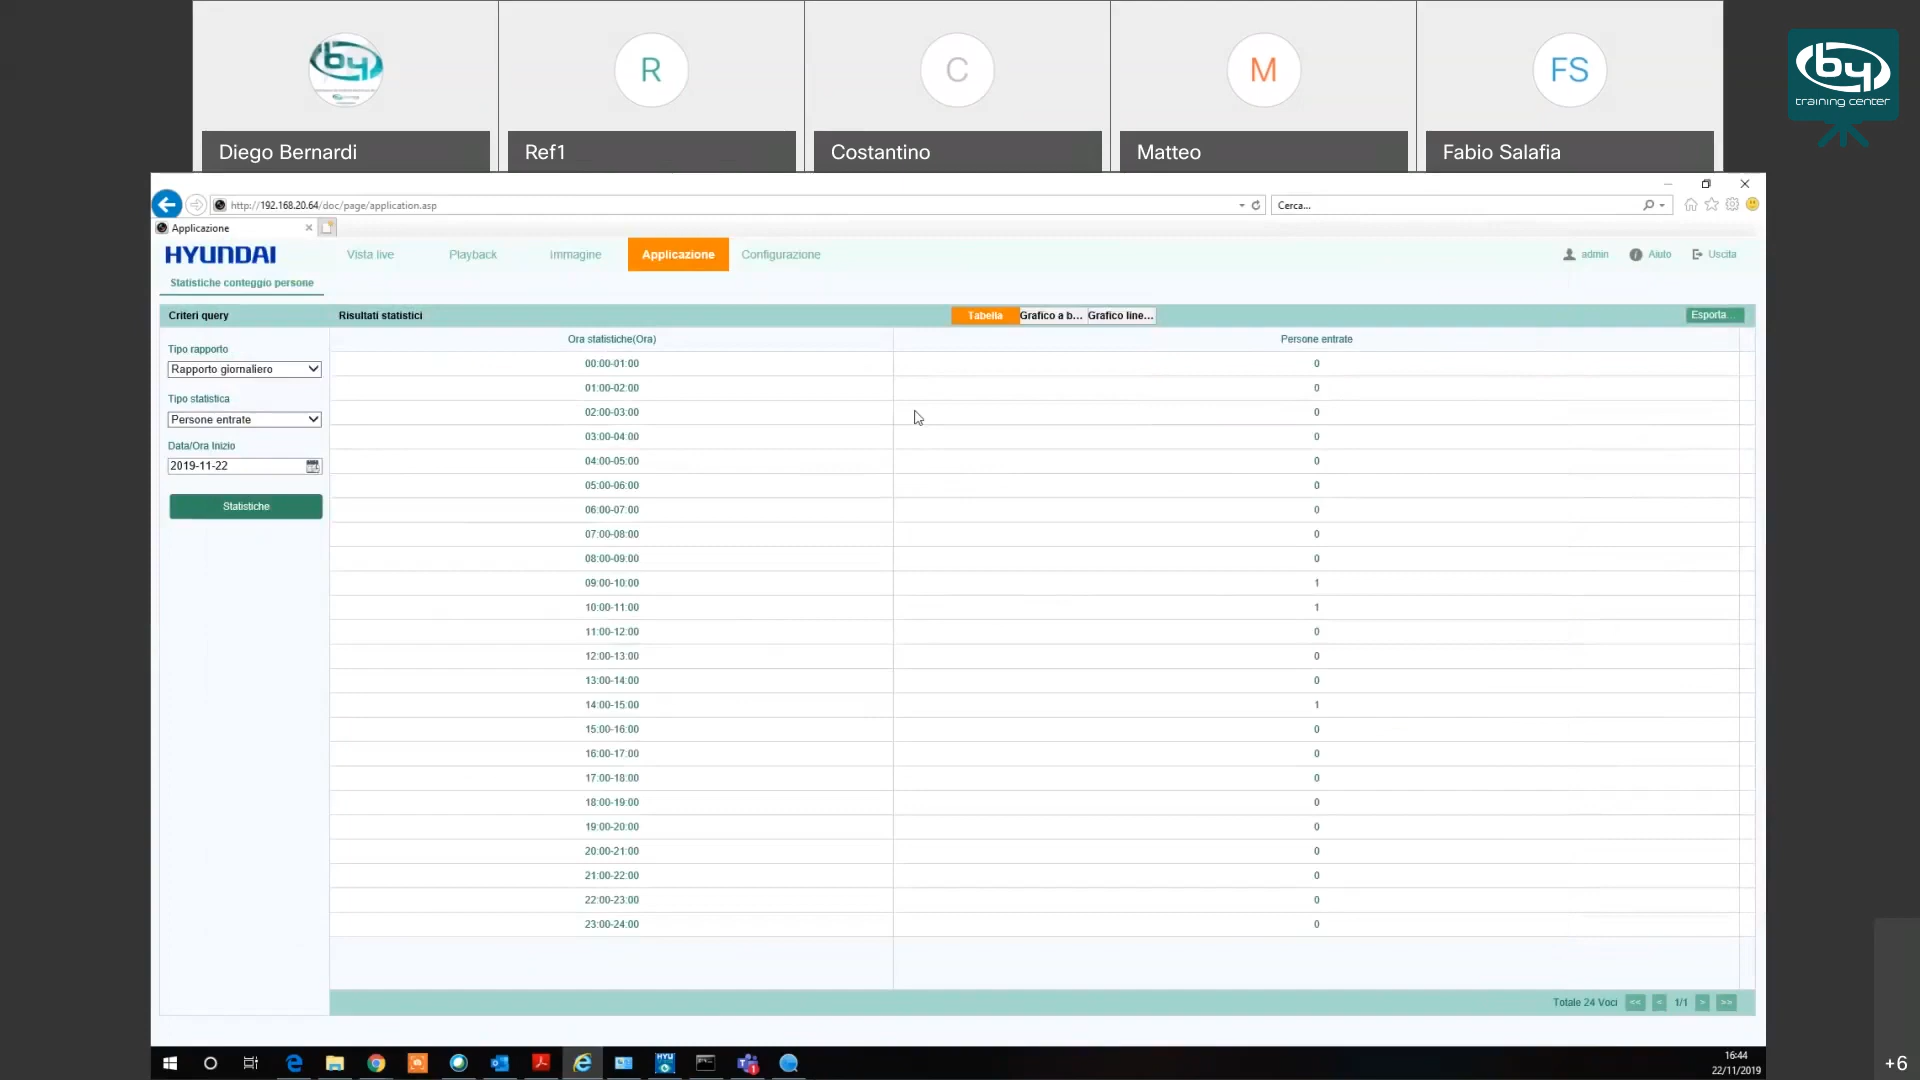 by
R
C
M
FS
by
training center
Diego Bernardi
Ref1
Costantino
Matteo
Fabio Salafia
http://192.168.20.64/doc/page/application.asp
Cerca...
Applicazione
HYUNDAI
Vista live
Playback
Immagine
Applicazione
Configurazione
admin
Aiuto
Uscita
Statistiche conteggio persone
Criteri query
Risultati statistici
Tabella
Grafico a b...
Grafico line...
Esporta...
Tipo rapporto
Rapporto giornaliero
Tipo statistica
Persone entrate
Data/Ora Inizio
2019-11-22
Statistiche
Ora statistiche(Ora) Persone entrate
00:00-01:00 0
01:00-02:00 0
02:00-03:00 0
03:00-04:00 0
04:00-05:00 0
05:00-06:00 0
06:00-07:00 0
07:00-08:00 0
08:00-09:00 0
09:00-10:00 1
10:00-11:00 1
11:00-12:00 0
12:00-13:00 0
13:00-14:00 0
14:00-15:00 1
15:00-16:00 0
16:00-17:00 0
17:00-18:00 0
18:00-19:00 0
19:00-20:00 0
20:00-21:00 0
21:00-22:00 0
22:00-23:00 0
23:00-24:00 0
Totale 24 Voci << < 1/1 > >>
HYU
16:44
22/11/2019
+6